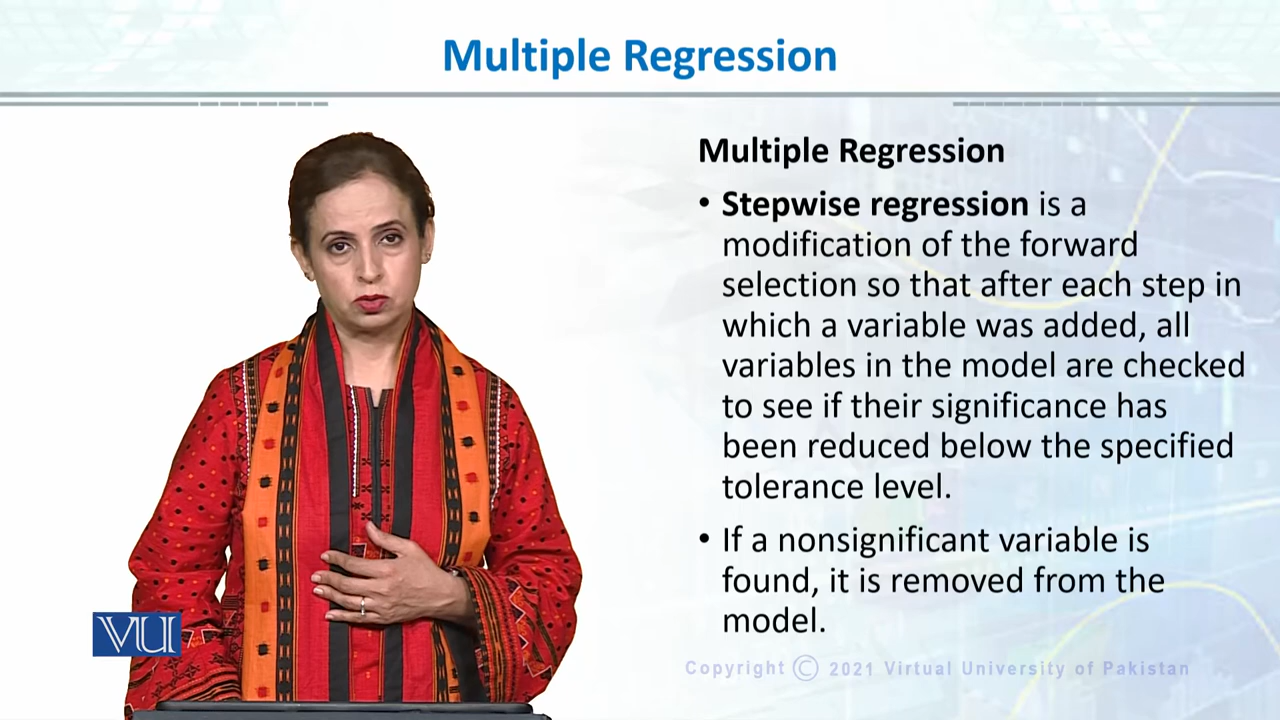 Multiple Regression
Multiple Regression
• Stepwise regression is a
modification of the forward
selection so that after each step in
which a variable was added, all
variables in the model are checked
to see if their significance has
been reduced below the specified
tolerance level.
• If a nonsignificant variable is
found, it is removed from the
model.
VU
Copyright © 2021 Virtual University of Pakistan